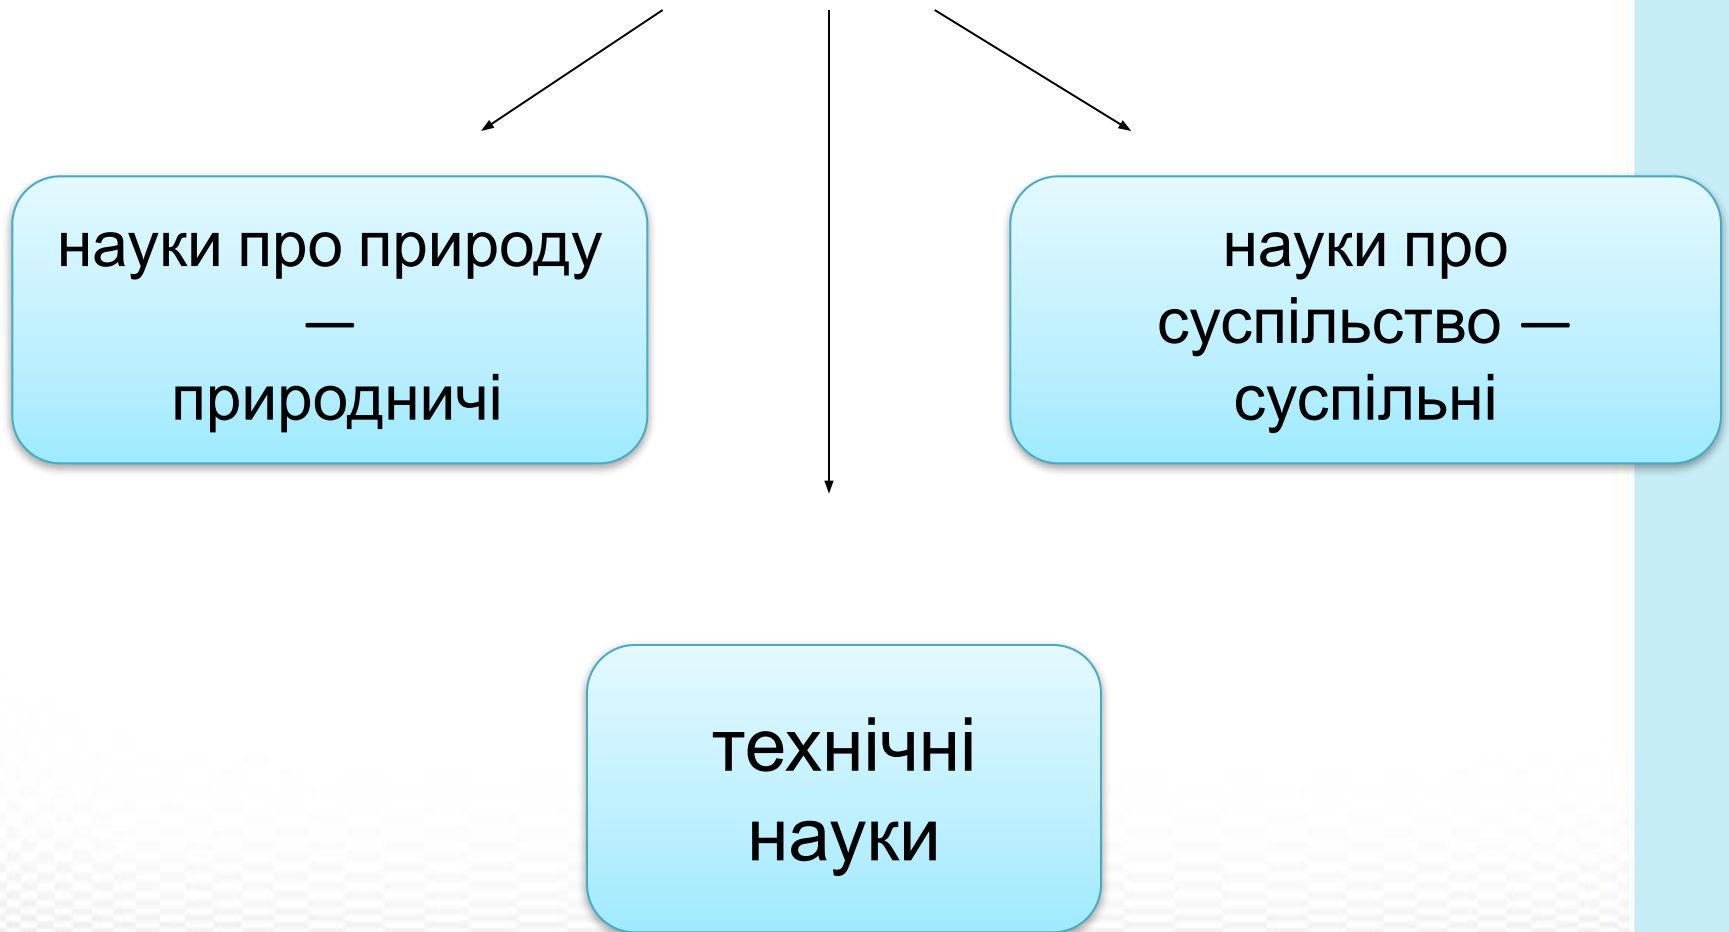 науки про природу
—
природничі
науки про
суспільство —
суспільні
технічні
науки